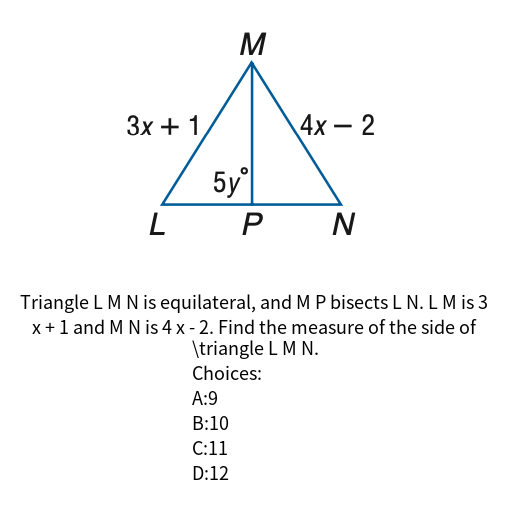 M
3x + 1
4x − 2
5y°
L
P
N
Triangle L M N is equilateral, and M P bisects L N. L M is 3
x + 1 and M N is 4 x - 2. Find the measure of the side of
\triangle L M N.
Choices:
A:9
B:10
C:11
D:12